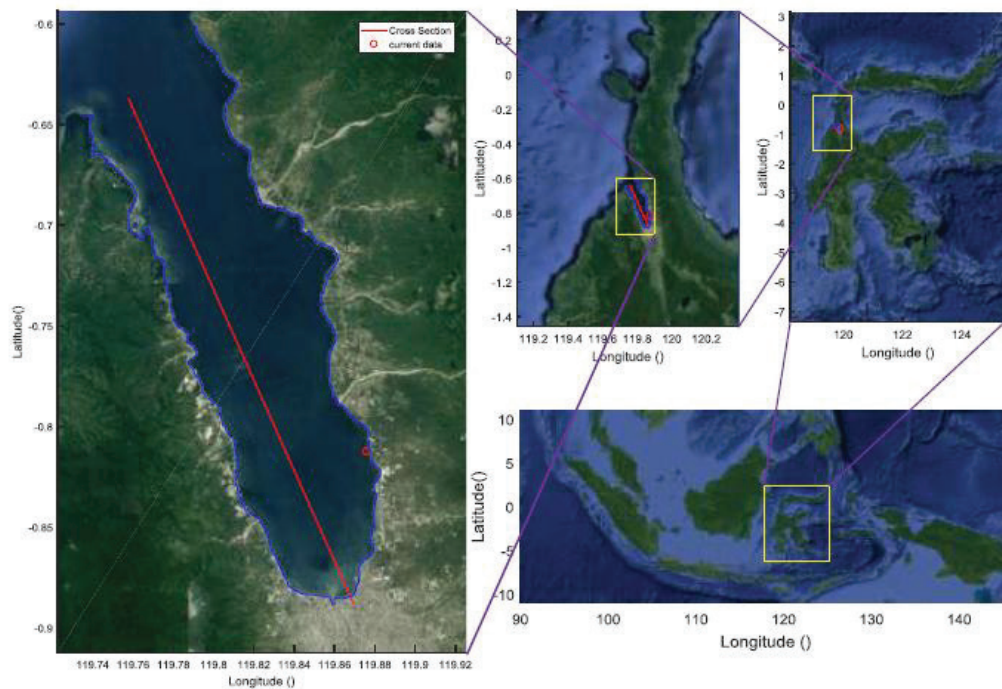 -0.6
-0.65
-0.7
-0.75
-0.8
-0.85
-0.9
Latitude()
Cross Section
current data
119.74 119.76 119.78 119.8 119.82 119.84 119.86 119.88 119.9 119.92
Longitude ()
0.2
0
-0.2
-0.4
-0.6
-0.8
-1
-1.2
-1.4
Latitude()
119.2 119.4 119.6 119.8 120 120.2
Longitude ()
3
2
1
0
-1
-2
-3
-4
-5
-6
-7
Latitude()
120 122 124
Longitude ()
10
5
0
-5
-10
Latitude()
90 100 110 120 130 140
Longitude ()